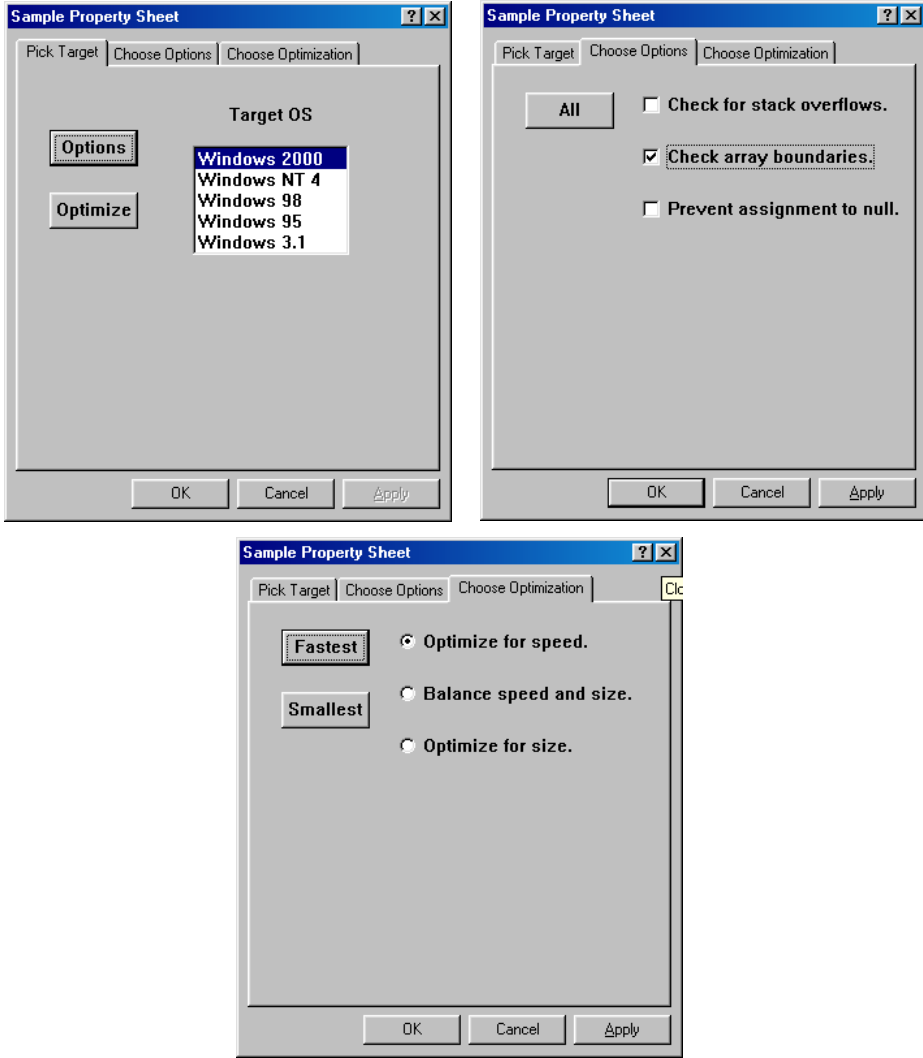 Sample Property Sheet
Pick Target Choose Options Choose Optimization
Target OS
Options
Optimize
Windows 2000
Windows NT 4
Windows 98
Windows 95
Windows 3.1
OK Cancel Apply
Sample Property Sheet
Pick Target Choose Options Choose Optimization
All
Check for stack overflows.
Check array boundaries.
Prevent assignment to null.
OK Cancel Apply
Sample Property Sheet
Pick Target Choose Options Choose Optimization
Fastest
Smallest
Optimize for speed.
Balance speed and size.
Optimize for size.
OK Cancel Apply